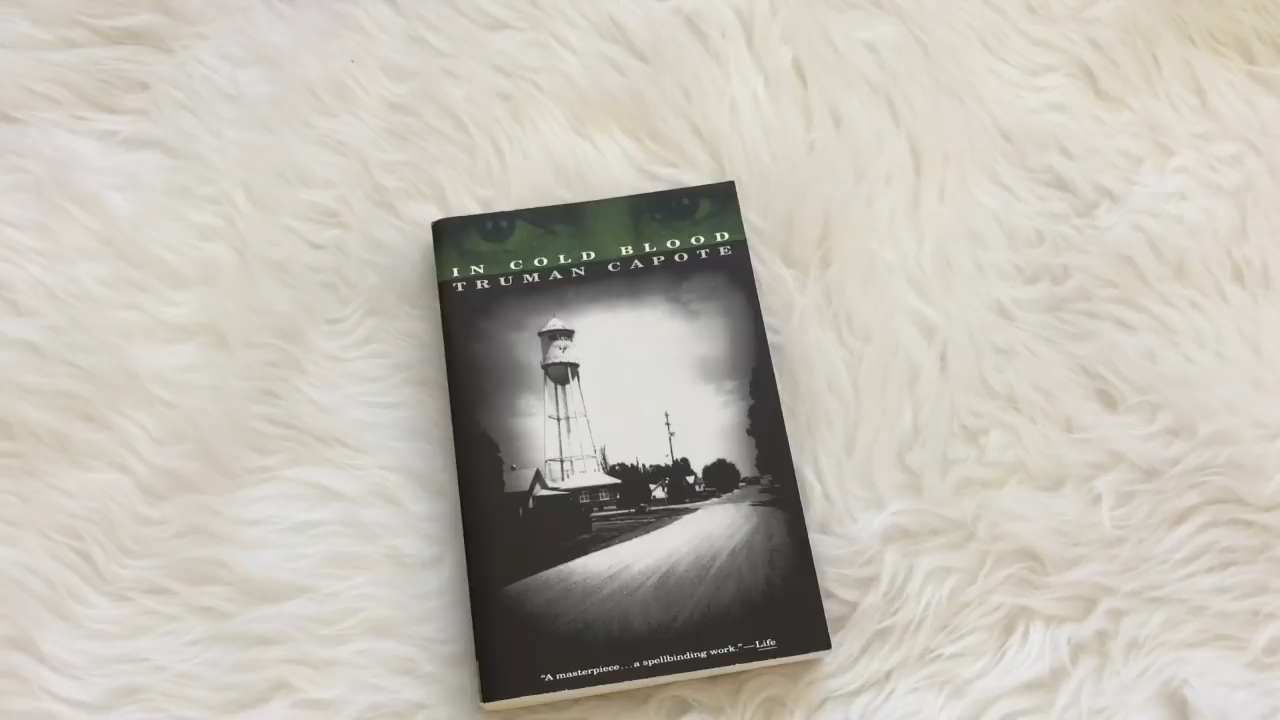 IN COLD BLOOD
TRUMAN CAPOTE
“A masterpiece...a spellbinding work.”—Life